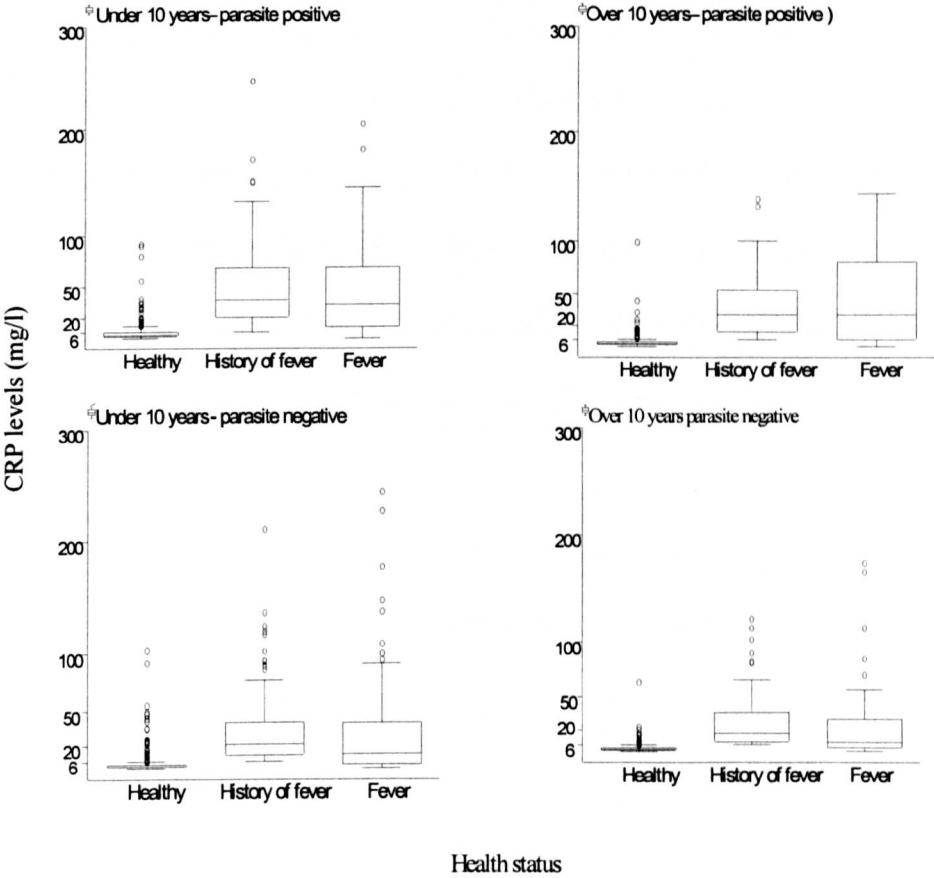 Under 10 years- parasite positive
300
200
100
50
20
6
Healthy History of fever Fever
Over 10 years- parasite positive )
300
200
100
50
20
6
Healthy History of fever Fever
CRP levels (mg/l)
Under 10 years- parasite negative
300
200
100
50
20
6
Healthy History of fever Fever
Over 10 years parasite negative
300
200
100
50
20
6
Healthy History of fever Fever
Health status